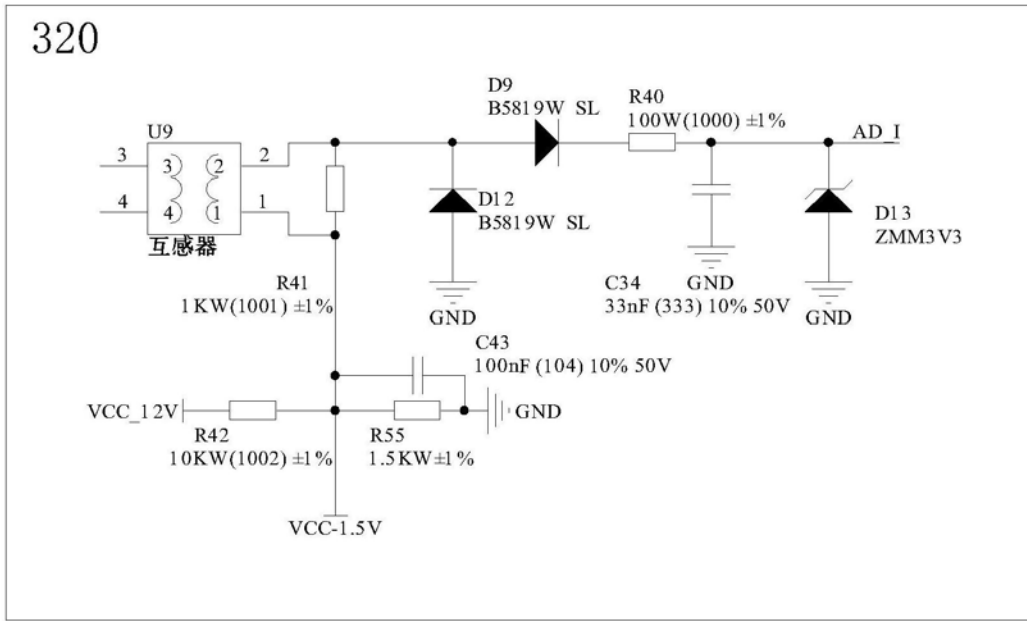 320
D9
B5819W SL
R40
100W(1000) ±1%
AD_I
U9
3
3
2
2
4
4
1
1
互感器
D12
B5819W SL
D13
ZMM3V3
R41
1KW(1001) ±1%
GND
C34
GND
33nF (333) 10% 50V
GND
C43
100nF (104) 10% 50V
VCC_12V
GND
R42
10KW(1002) ±1%
R55
1.5KW±1%
VCC-1.5V